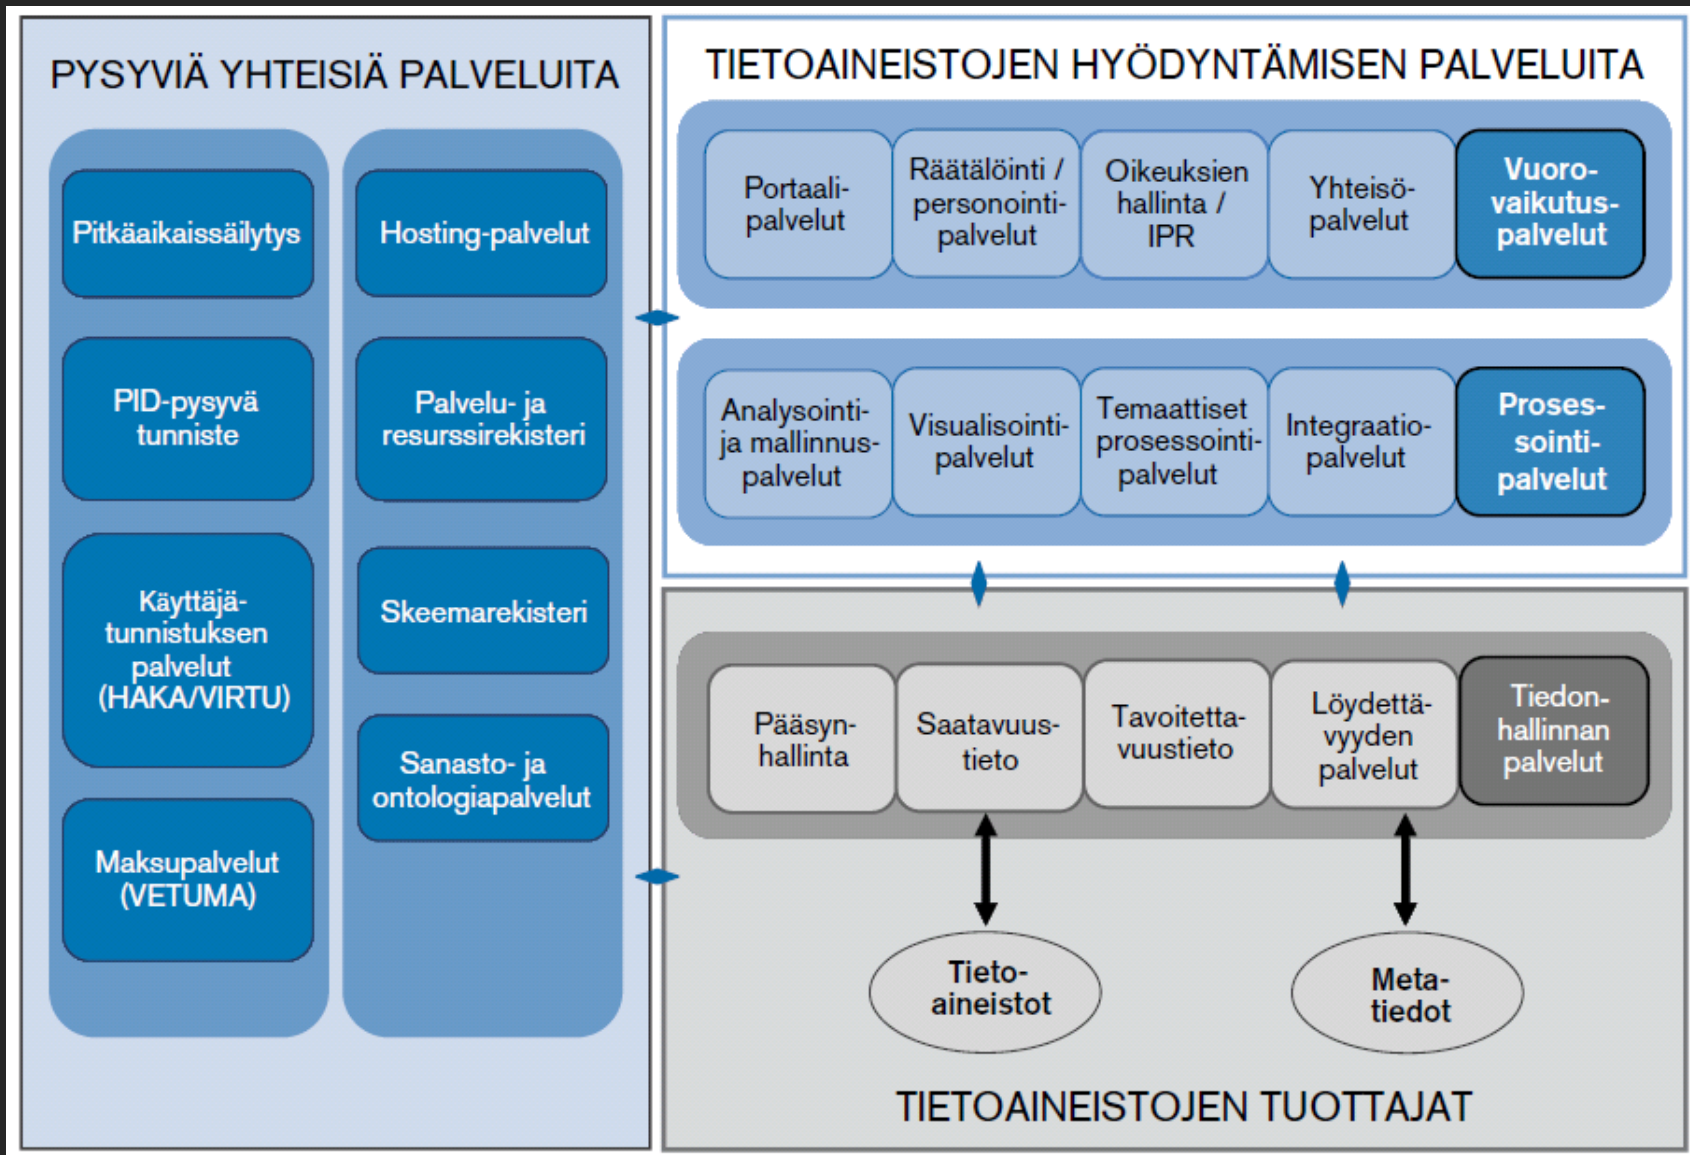 PYSYVIÄ YHTEISIÄ PALVELUITA
Pitkäaikaissäilytys
PID-pysyvä
tunniste
Käyttäjä-
tunnistuksen
palvelut
(HAKA/VIRTU)
Maksupalvelut
(VETUMA)
Hosting-palvelut
Palvelu- ja
resurssirekisteri
Skeemarekisteri
Sanasto- ja
ontologiapalvelut
TIETOAINEISTOJEN HYÖDYNTÄMISEN PALVELUITA
Portaali-
palvelut
Räätälöinti /
personointi-
palvelut
Oikeuksien
hallinta /
IPR
Yhteisö-
palvelut
Vuoro-
vaikutus-
palvelut
Analysointi-
ja mallinnus-
palvelut
Visualisointi-
palvelut
Temaattiset
prosessointi-
palvelut
Integraatio-
palvelut
Proses-
sointi-
palvelut
Pääsyn-
hallinta
Saatavuus-
tieto
Tavoitetta-
vuustieto
Löydettä-
vyyden
palvelut
Tiedon-
hallinnan
palvelut
Tieto-
aineistot
Meta-
tiedot
TIETOAINEISTOJEN TUOTTAJAT